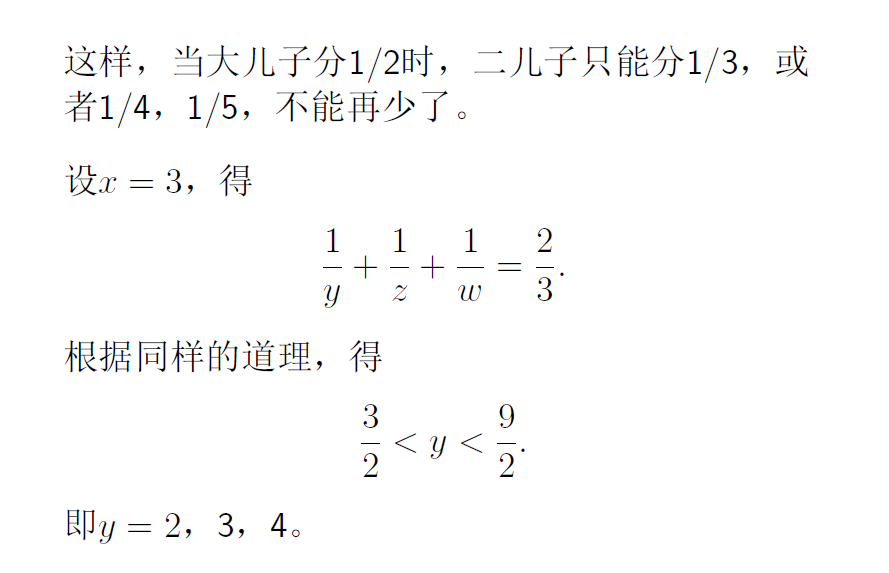 这样，当大儿子分1/2时，二儿子只能分1/3，或
者1/4，1/5，不能再少了。
设x = 3，得
1/y + 1/z + 1/w = 2/3.
根据同样的道理，得
3/2 < y < 9/2.
即y = 2，3，4。